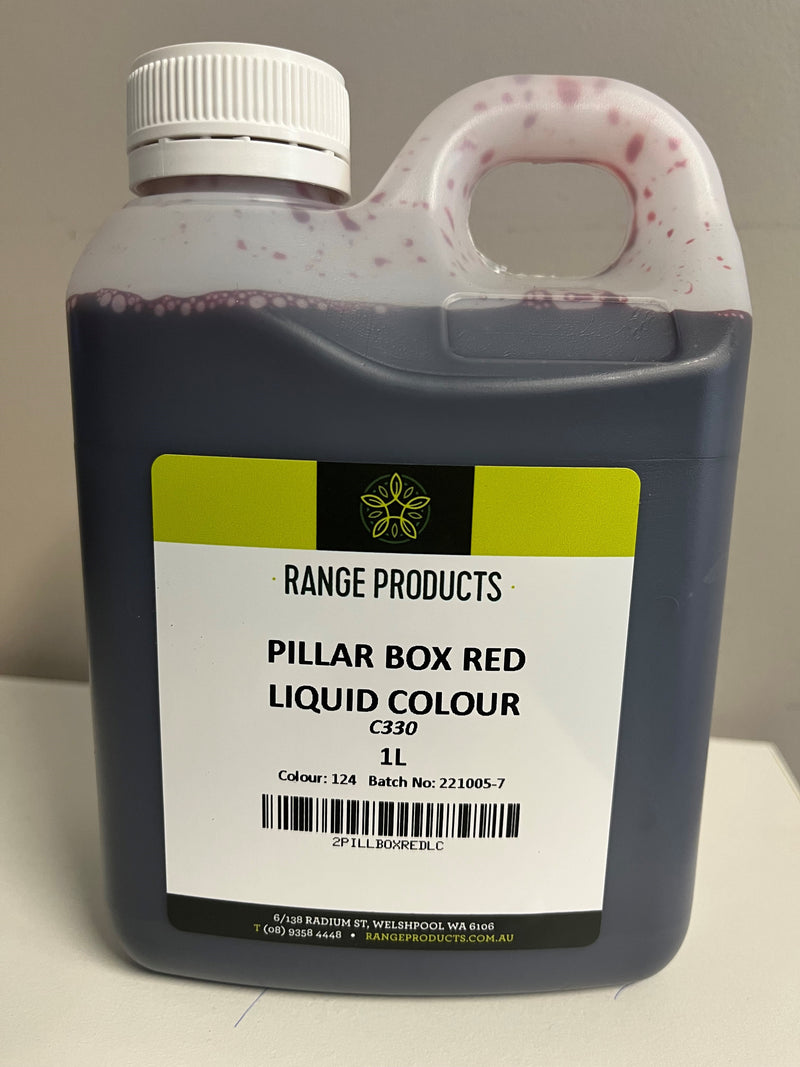 RANGE PRODUCTS
PILLAR BOX RED
LIQUID COLOUR
C330
1L
Colour: 124 Batch No: 221005-7
2PILLBOXREDLC
6/138 RADIUM ST, WELSHPOOL WA 6106
T (08) 9358 4448 • RANGEPRODUCTS.COM.AU